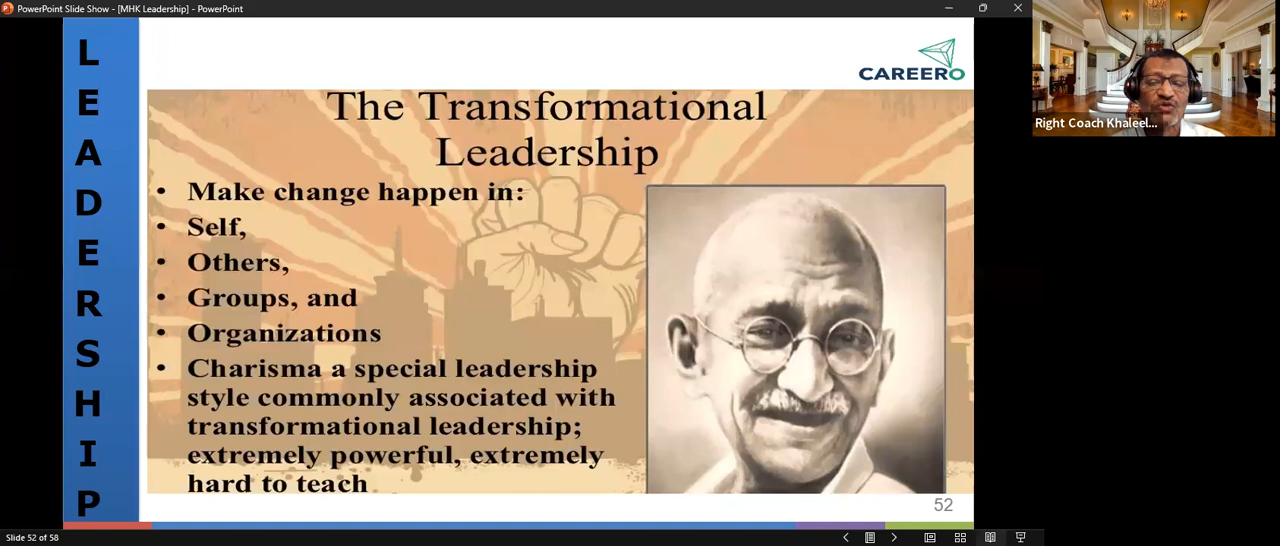 PowerPoint Slide Show - [MHK Leadership] - PowerPoint
LEADERSHIP
CAREERO
The Transformational
Leadership
• Make change happen in:
• Self,
• Others,
• Groups, and
• Organizations
• Charisma a special leadership
style commonly associated with
transformational leadership;
extremely powerful, extremely
hard to teach
52
Right Coach Khaleel...
Slide 52 of 58